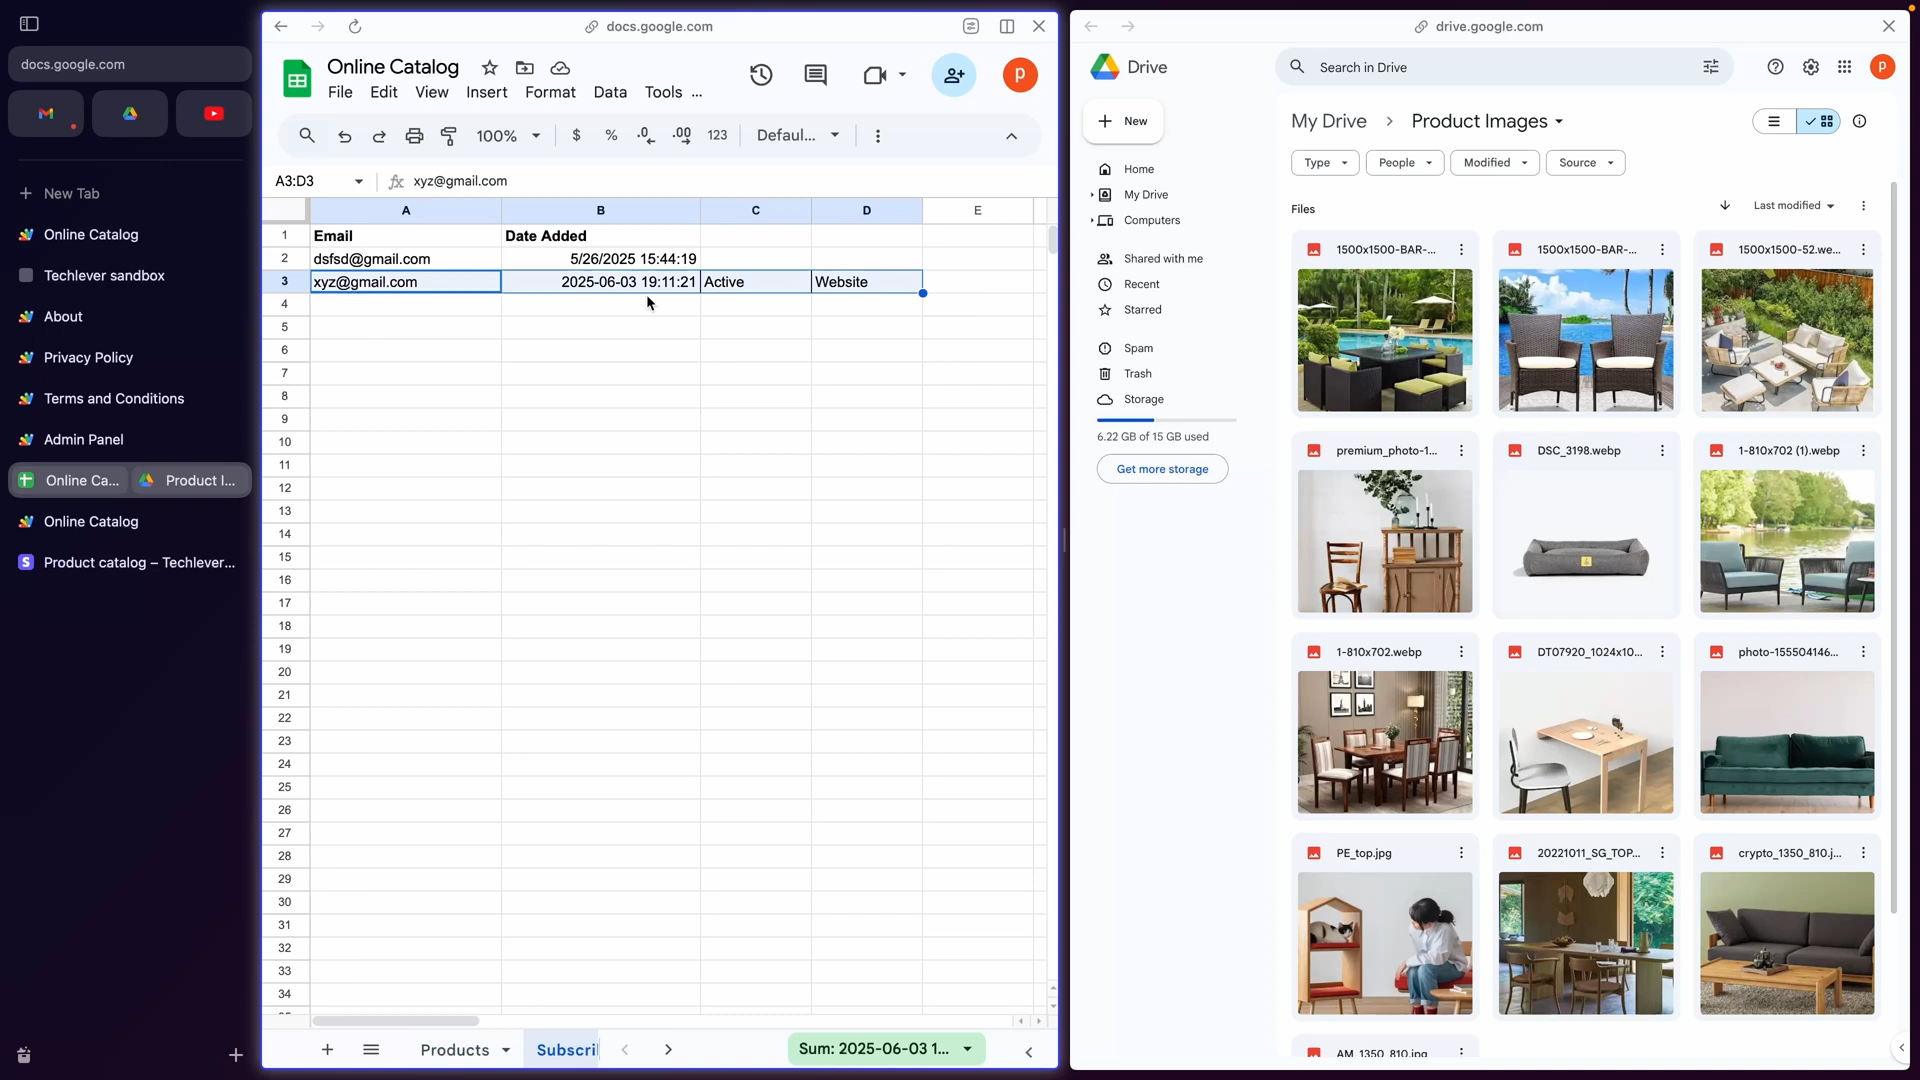 docs.google.com
New Tab
Online Catalog
Techlever sandbox
About
Privacy Policy
Terms and Conditions
Admin Panel
Online Ca...
Product I...
Online Catalog
Product catalog – Techlever...
docs.google.com
Online Catalog
File Edit View Insert Format Data Tools ...
100% $ % .0 .00 123 Defaul...
A3:D3 fx xyz@gmail.com
A B C D E
1 Email Date Added
2 dsfsd@gmail.com 5/26/2025 15:44:19
3 xyz@gmail.com 2025-06-03 19:11:21 Active Website
4
5
6
7
8
9
10
11
12
13
14
15
16
17
18
19
20
21
22
23
24
25
26
27
28
29
30
31
32
33
34
Products Subscri Sum: 2025-06-03 1...
drive.google.com
Drive
Search in Drive
P
P
New
Home
My Drive
Computers
Shared with me
Recent
Starred
Spam
Trash
Storage
6.22 GB of 15 GB used
Get more storage
My Drive > Product Images
Type People Modified Source
Files Last modified
1500x1500-BAR-... 1500x1500-BAR-... 1500x1500-52.we...
premium_photo-1... DSC_3198.webp 1-810x702 (1).webp
1-810x702.webp DT07920_1024x10... photo-155504146...
PE_top.jpg 20221011_SG_TOP... crypto_1350_810.j...
AM_1350_810.jpg